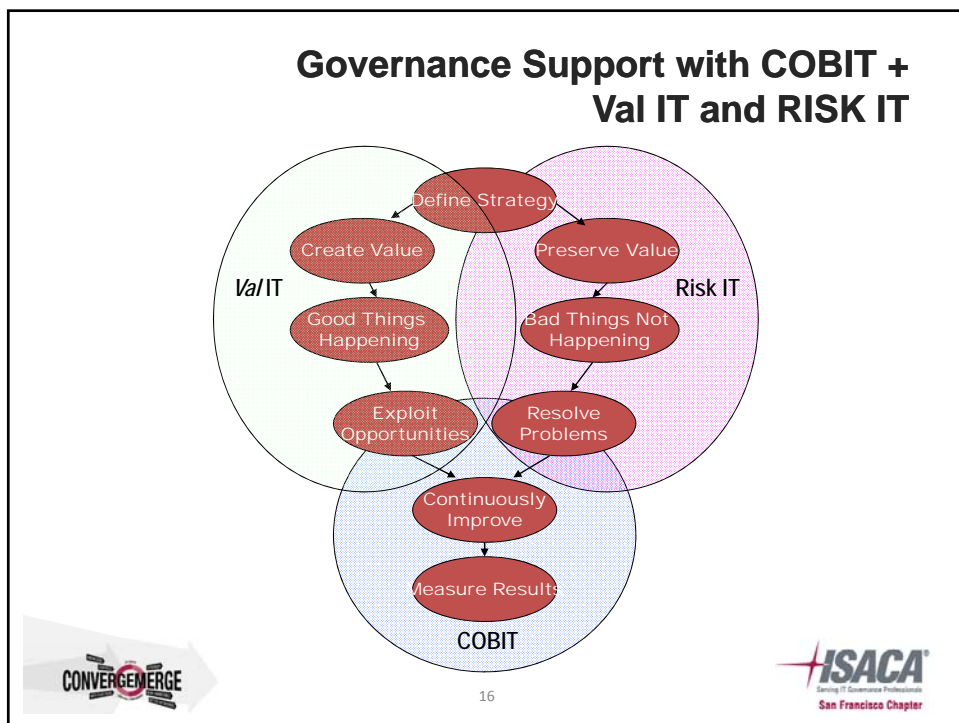 Governance Support with COBIT +
Val IT and RISK IT
Define Strategy
Create Value
Preserve Value
Val IT
Risk IT
Good Things
Happening
Bad Things Not
Happening
Exploit
Opportunities
Resolve
Problems
Continuously
Improve
Measure Results
COBIT
CONVERGEMERGE
16
ISACA®
Serving IT Governance Professionals
San Francisco Chapter